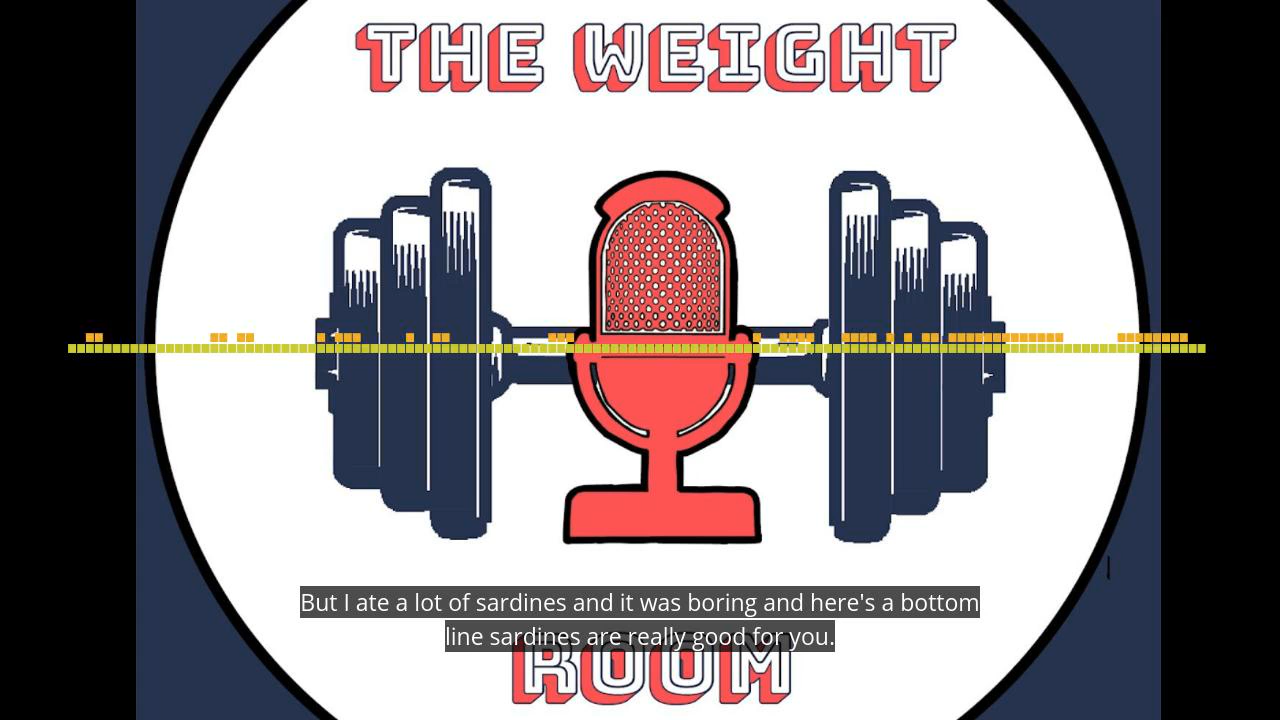 THE WEIGHT
But I ate a lot of sardines and it was boring and here's a bottom
line sardines are really good for you.
ROOM